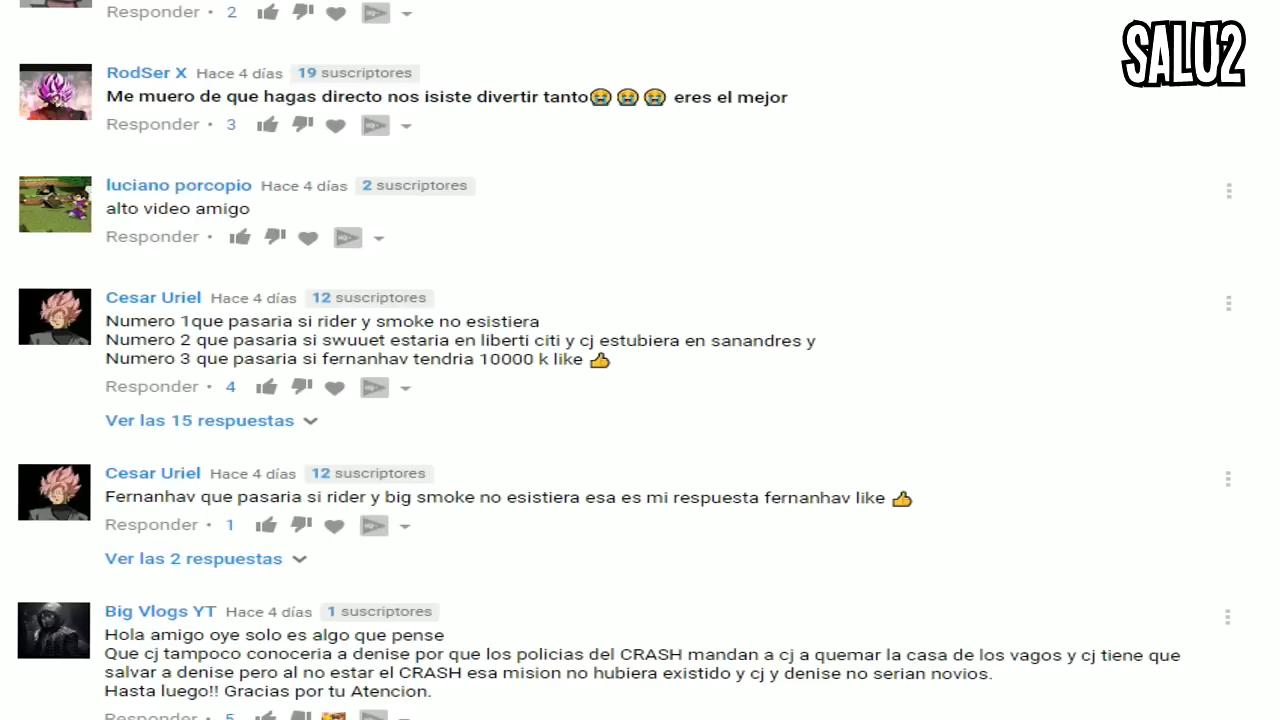 Responder · 2
SALU2
RodSer X Hace 4 días 19 suscriptores
Me muero de que hagas directo nos isiste divertir tanto😭😭😭 eres el mejor
Responder · 3
luciano porcopio Hace 4 días 2 suscriptores
alto video amigo
Responder ·
Cesar Uriel Hace 4 días 12 suscriptores
Numero 1que pasaria si rider y smoke no esistiera
Numero 2 que pasaria si swuuet estaria en liberti citi y cj estubiera en sanandres y
Numero 3 que pasaria si fernanhav tendria 10000 k like 👍
Responder · 4
Ver las 15 respuestas
Cesar Uriel Hace 4 días 12 suscriptores
Fernanhav que pasaria si rider y big smoke no esistiera esa es mi respuesta fernanhav like 👍
Responder · 1
Ver las 2 respuestas
Big Vlogs YT Hace 4 días 1 suscriptores
Hola amigo oye solo es algo que pense
Que cj tampoco conoceria a denise por que los policias del CRASH mandan a cj a quemar la casa de los vagos y cj tiene que
salvar a denise pero al no estar el CRASH esa mision no hubiera existido y cj y denise no serian novios.
Hasta luego!! Gracias por tu Atencion.
Responder · 5